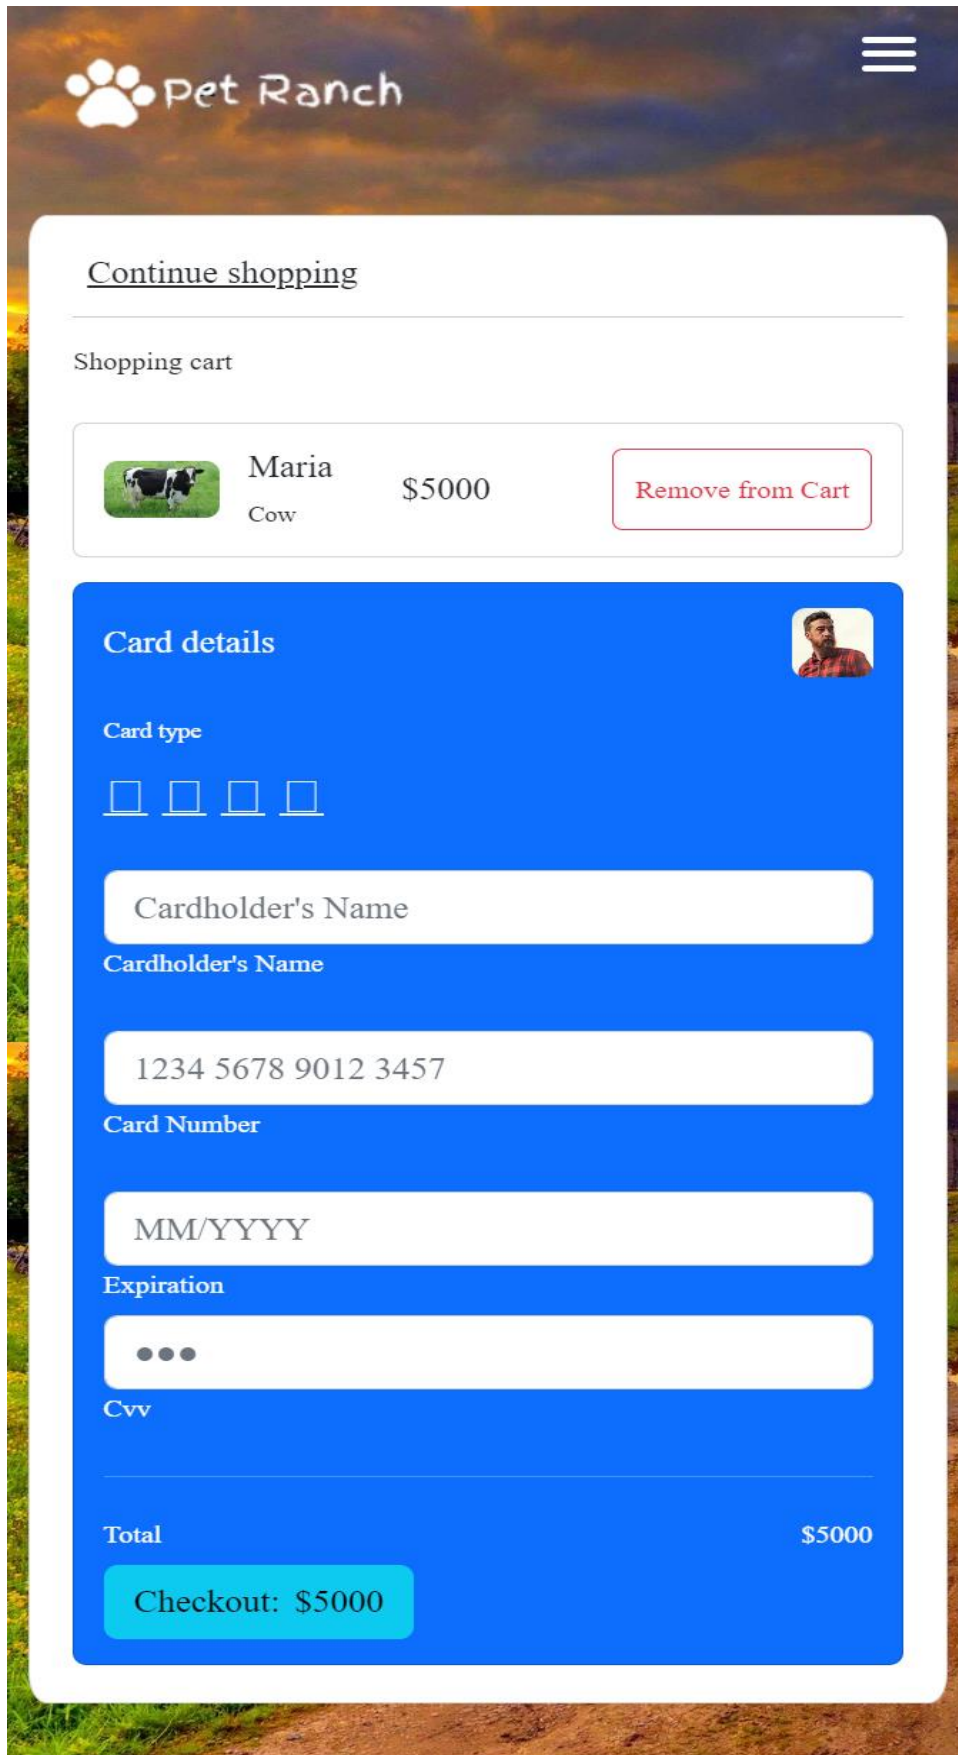 Pet Ranch
Continue shopping
Shopping cart
Maria
Cow
$5000
Remove from Cart
Card details
Card type
Cardholder's Name
Cardholder's Name
1234 5678 9012 3457
Card Number
MM/YYYY
Expiration
●●●
Cvv
Total $5000
Checkout: $5000